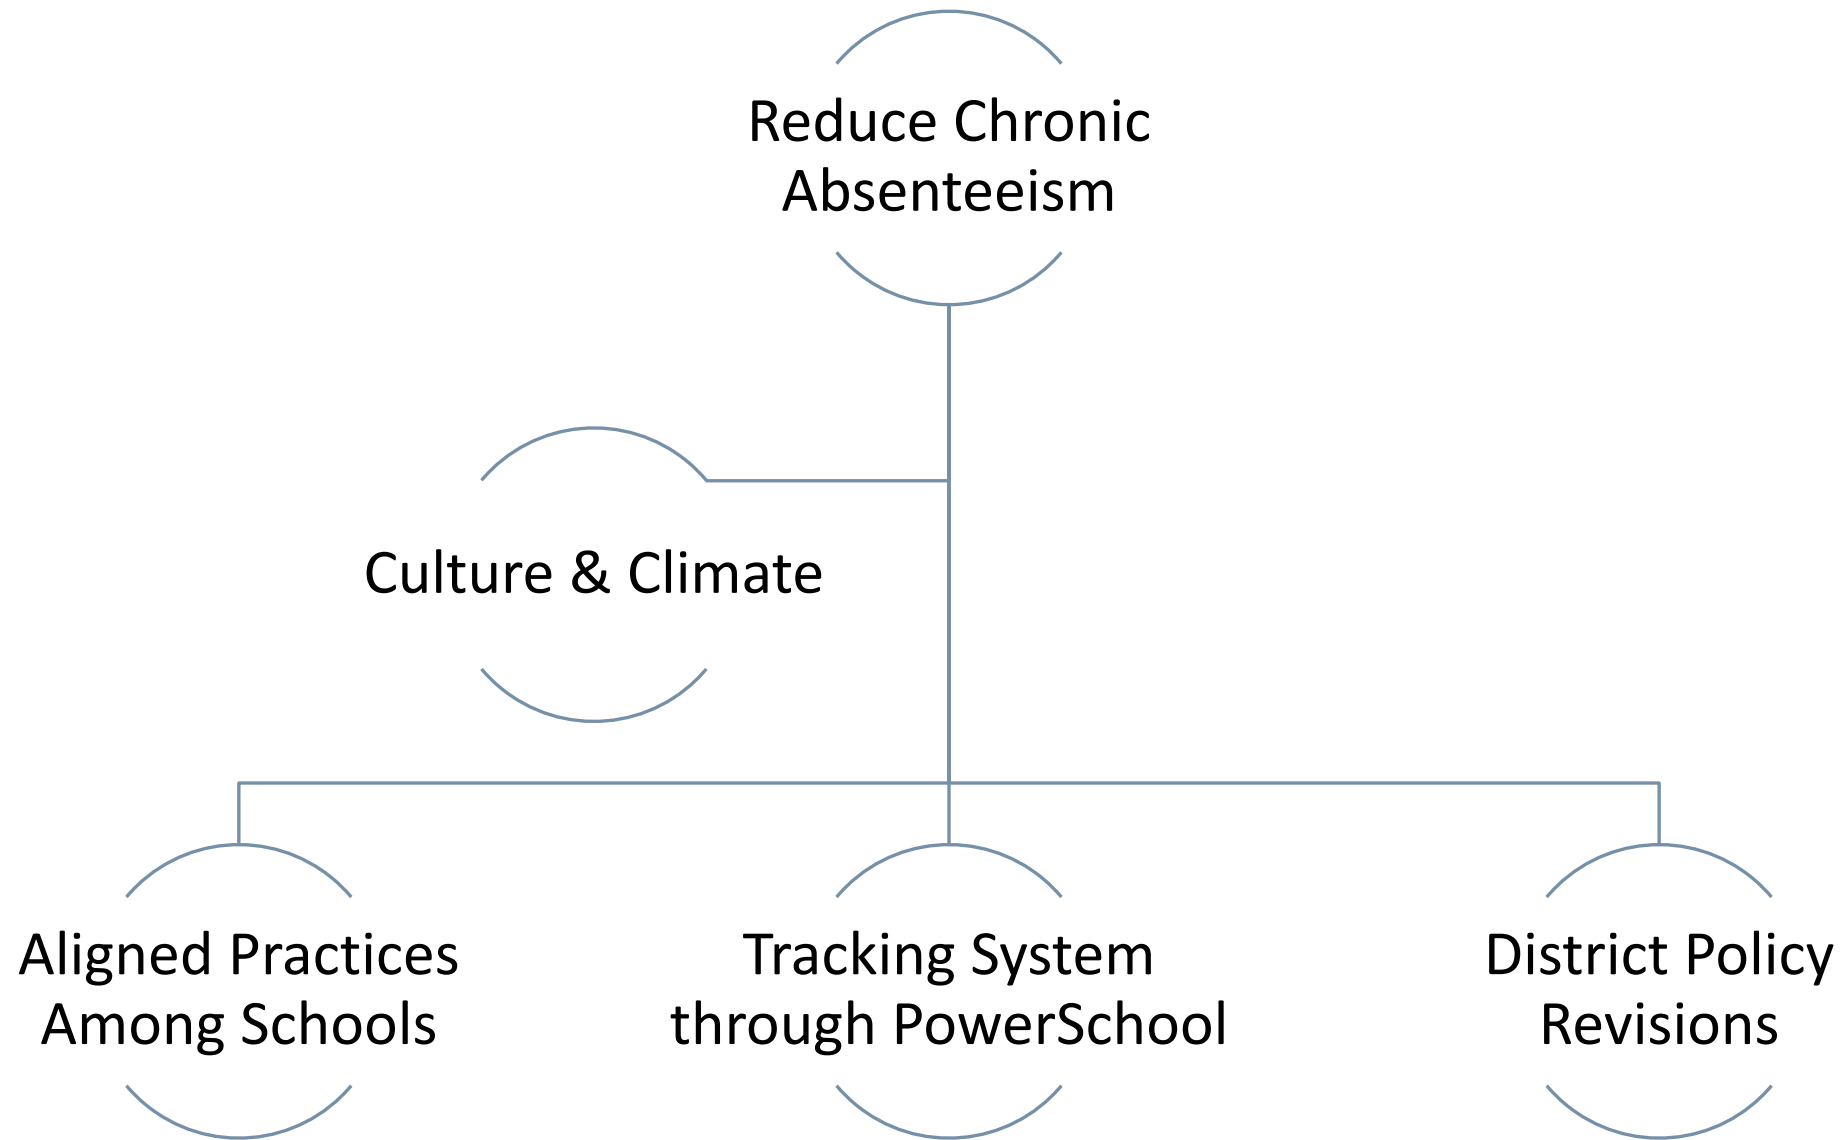 Reduce Chronic
Absenteeism
Culture & Climate
Aligned Practices
Among Schools
Tracking System
through PowerSchool
District Policy
Revisions